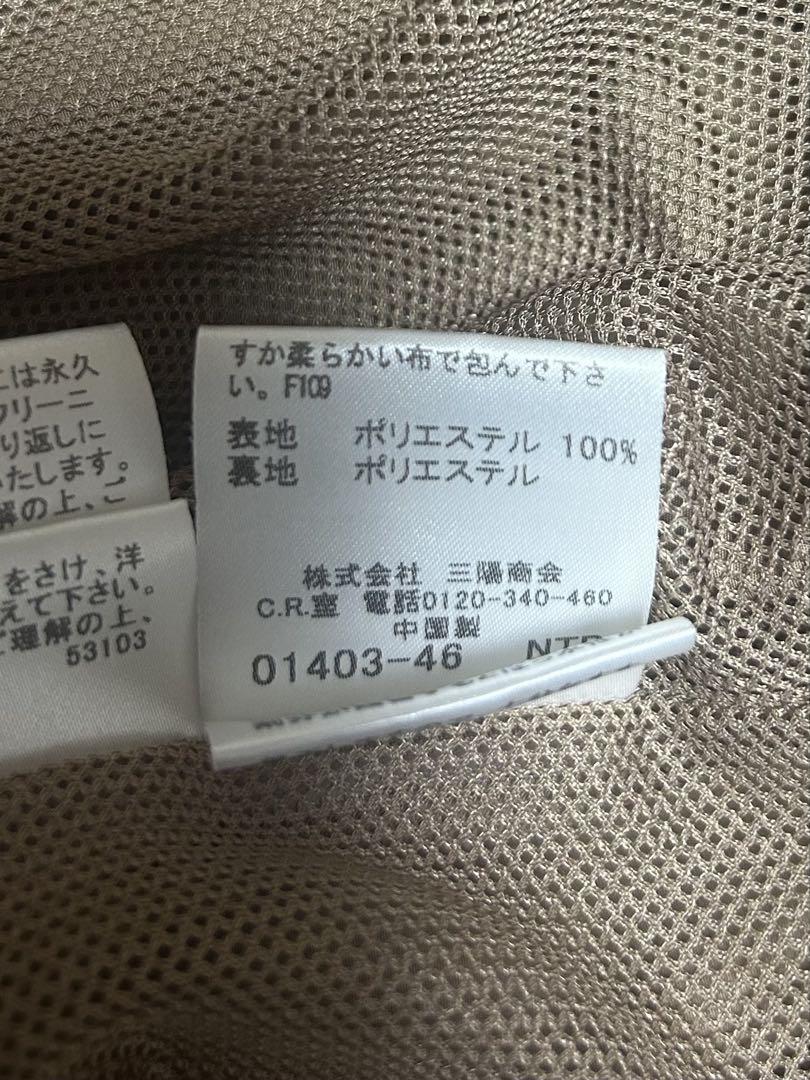 には永久
クリーニ
り返しに
いたします。
解の上、ご
をさけ、洋
えて下さい。
ご理解の上、
53103
すか柔らかい布で包んで下さ
い。F109
表地 ポリエステル 100%
裏地 ポリエステル
株式会社 三陽商会
C.R.室 電話0120-340-460
中国製
01403-46